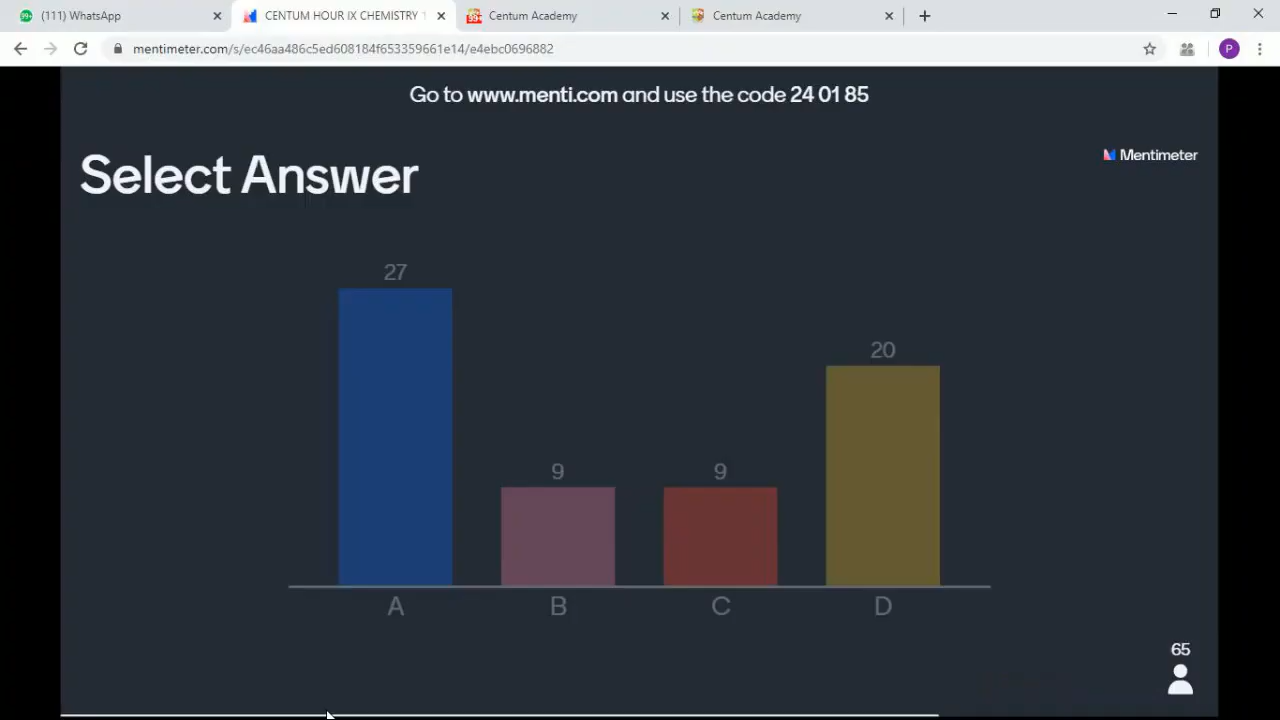 (111) WhatsApp
CENTUM HOUR IX CHEMISTRY
Centum Academy
Centum Academy
mentimeter.com/s/ec46aa486c5ed608184f653359661e14/e4ebc0696882
P
Go to www.menti.com and use the code 24 01 85
Mentimeter
Select Answer
27
20
9
9
A
B
C
D
65